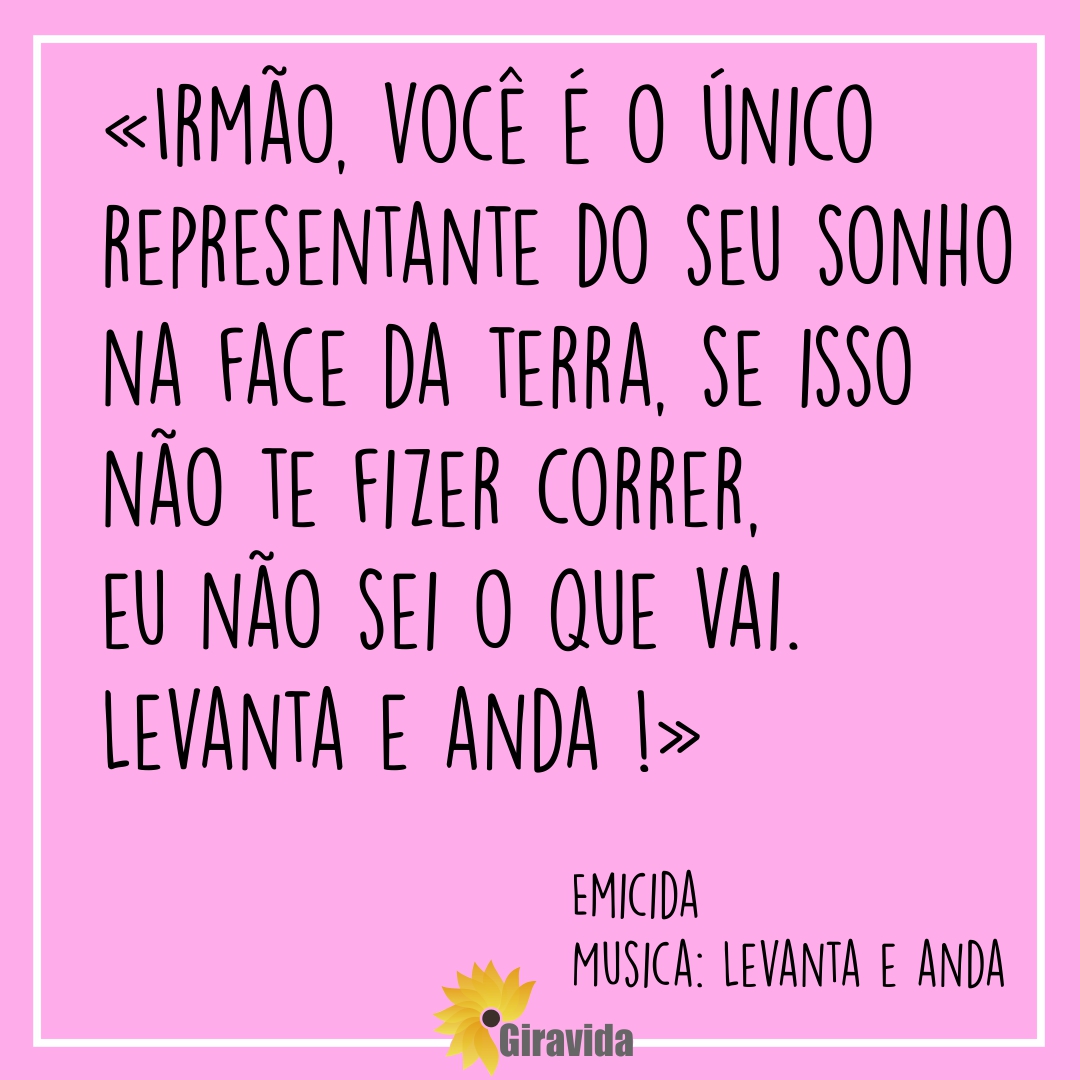 «IRMÃO, VOCÊ É O ÚNICO
REPRESENTANTE DO SEU SONHO
NA FACE DA TERRA, SE ISSO
NÃO TE FIZER CORRER,
EU NÃO SEI O QUE VAI.
LEVANTA E ANDA !»
EMICIDA
MUSICA: LEVANTA E ANDA
Giravida